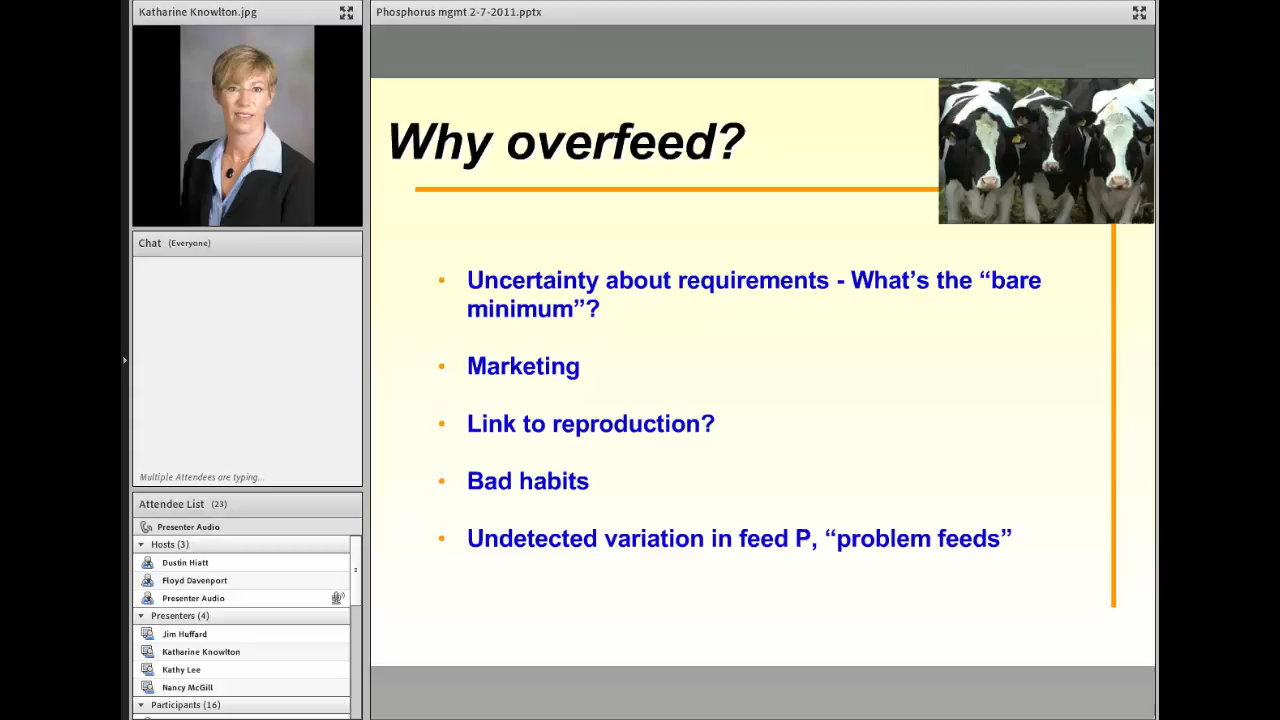 Katharine Knowlton.jpg
Phosphorus mgmt 2-7-2011.pptx
Why overfeed?
• Uncertainty about requirements - What's the “bare
minimum”?
• Marketing
• Link to reproduction?
• Bad habits
• Undetected variation in feed P, “problem feeds”
Chat (Everyone)
Multiple Attendees are typing...
Attendee List (23)
Presenter Audio
Hosts (3)
Dustin Hiatt
Floyd Davenport
Presenter Audio
Presenters (4)
Jim Huffard
Katharine Knowlton
Kathy Lee
Nancy McGill
Participants (16)